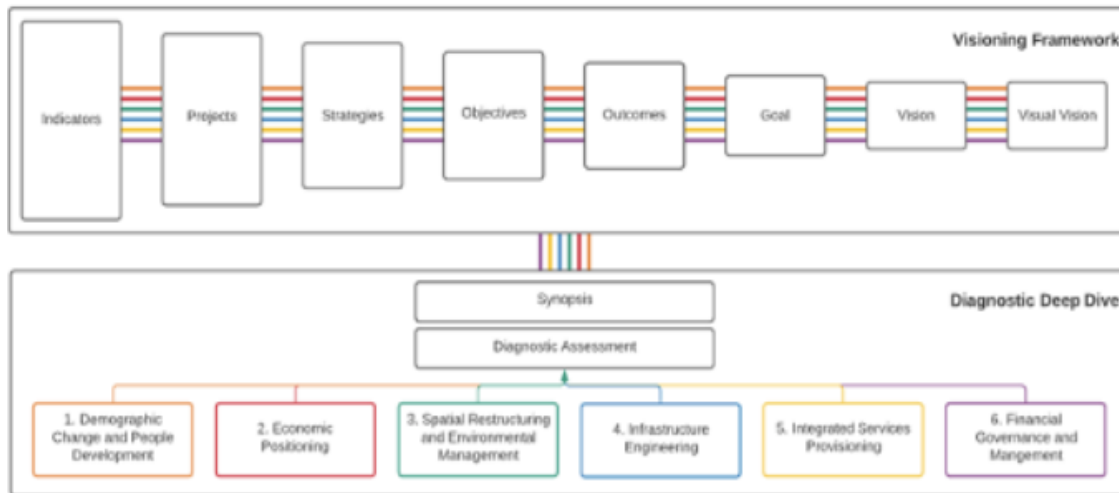 Visioning Framework
Indicators
Projects
Strategies
Objectives
Outcomes
Goal
Vision
Visual Vision
Synopsis
Diagnostic Deep Dive
Diagnostic Assessment
1. Demographic
Change and People
Development
2. Economic
Positioning
3. Spatial Restructuring
and Environmental
Management
4. Infrastructure
Engineering
5. Integrated Services
Provisioning
6. Financial
Governance and
Mangement